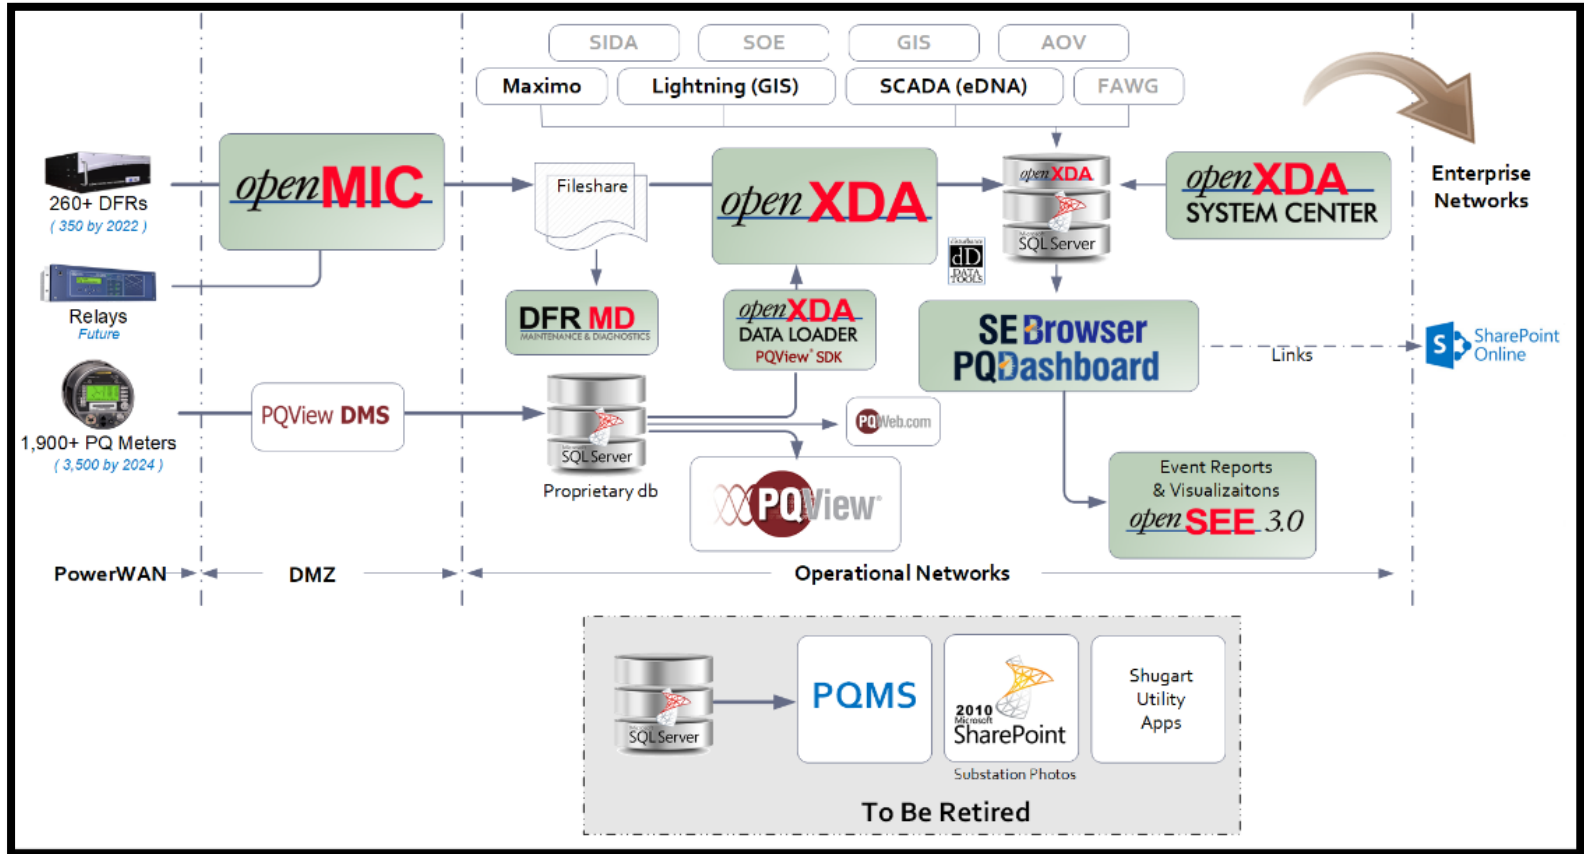 SIDA
SOE
GIS
AOV
Maximo
Lightning (GIS)
SCADA (eDNA)
FAWG
260+ DFRs
( 350 by 2022 )
Relays
Future
1,900+ PQ Meters
( 3,500 by 2024 )
openMIC
PQView DMS
Fileshare
DFR MD
MAINTENANCE & DIAGNOSTICS
SQL Server
Proprietary db
open XDA
openXDA
DATA LOADER
PQView® SDK
PQWeb.com
PQView®
openXDA
SQL Server
dD
DATA
TOOLS
openXDA
SYSTEM CENTER
SEBrowser
PQDashboard
Links
Event Reports
& Visualizaitons
openSEE 3.0
Enterprise
Networks
S
SharePoint
Online
PowerWAN
DMZ
Operational Networks
SQL Server
PQMS
2010
Microsoft
SharePoint
Substation Photos
Shugart
Utility
Apps
To Be Retired